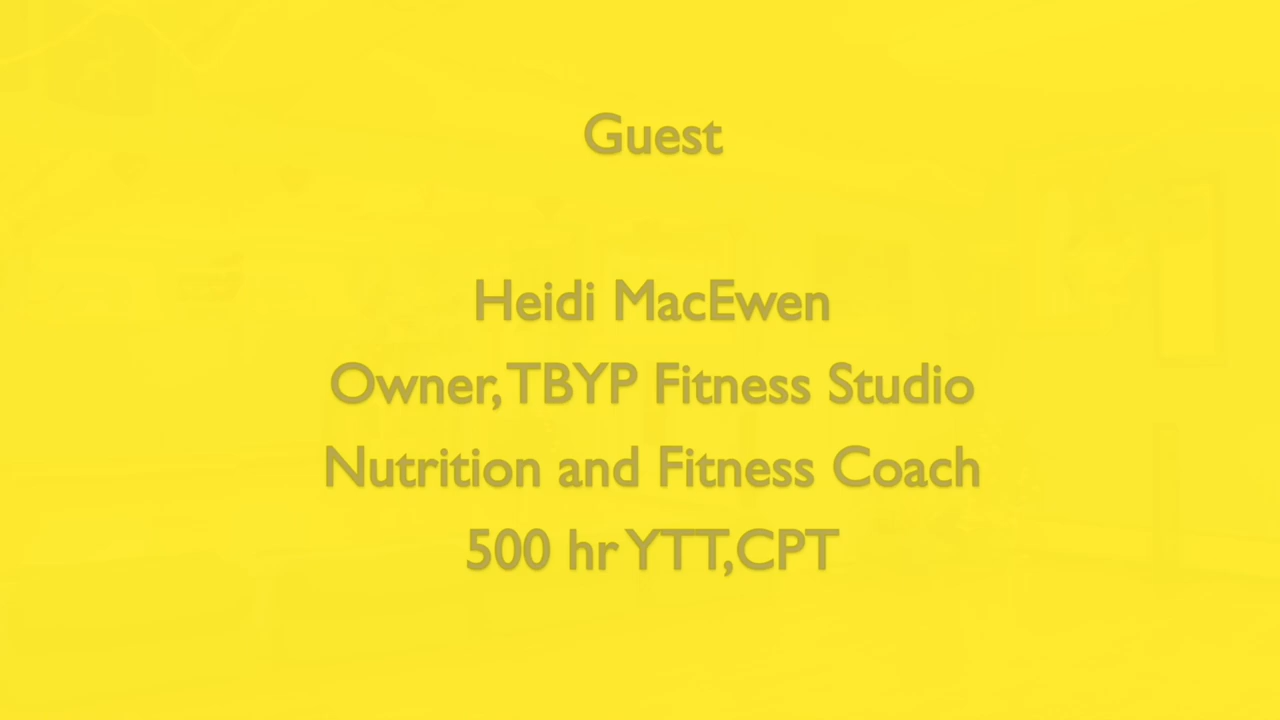 Guest
Heidi MacEwen
Owner, TBYP Fitness Studio
Nutrition and Fitness Coach
500 hr YTT, CPT